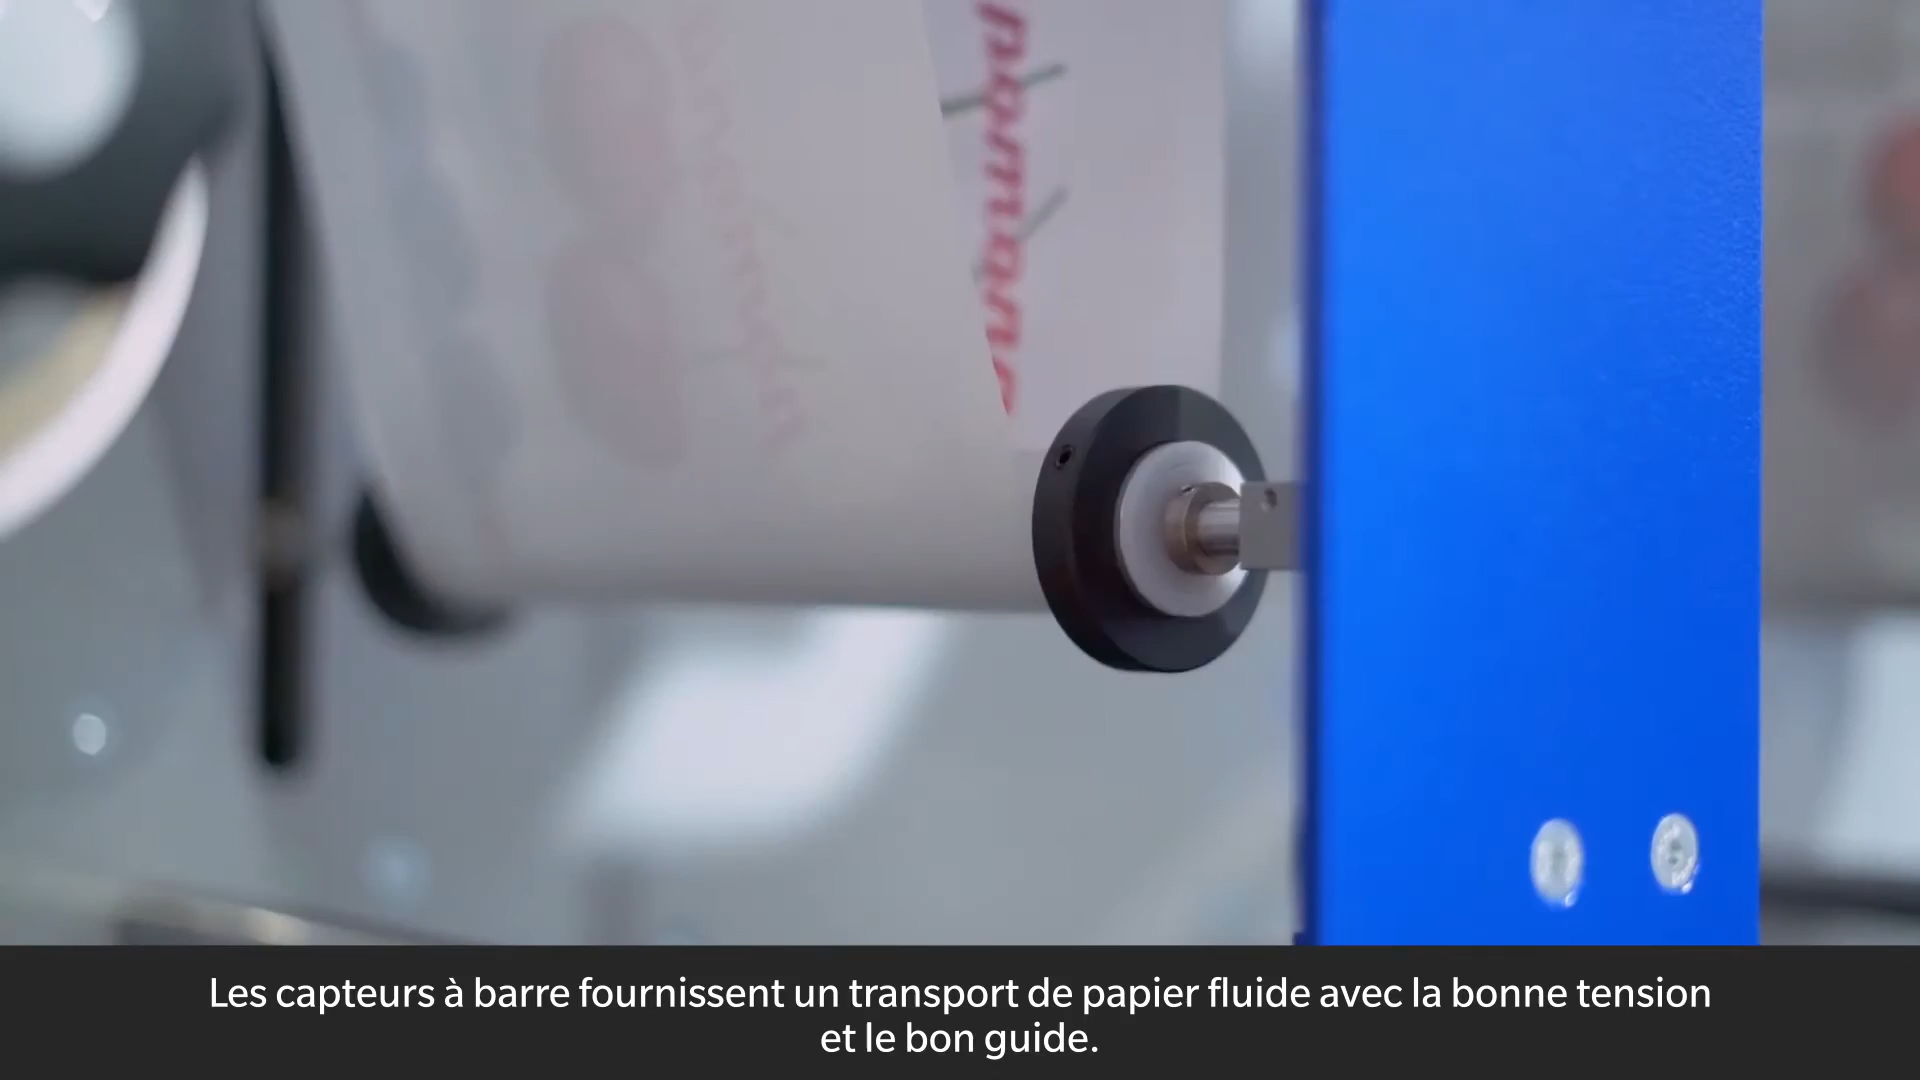 Les capteurs à barre fournissent un transport de papier fluide avec la bonne tension
et le bon guide.